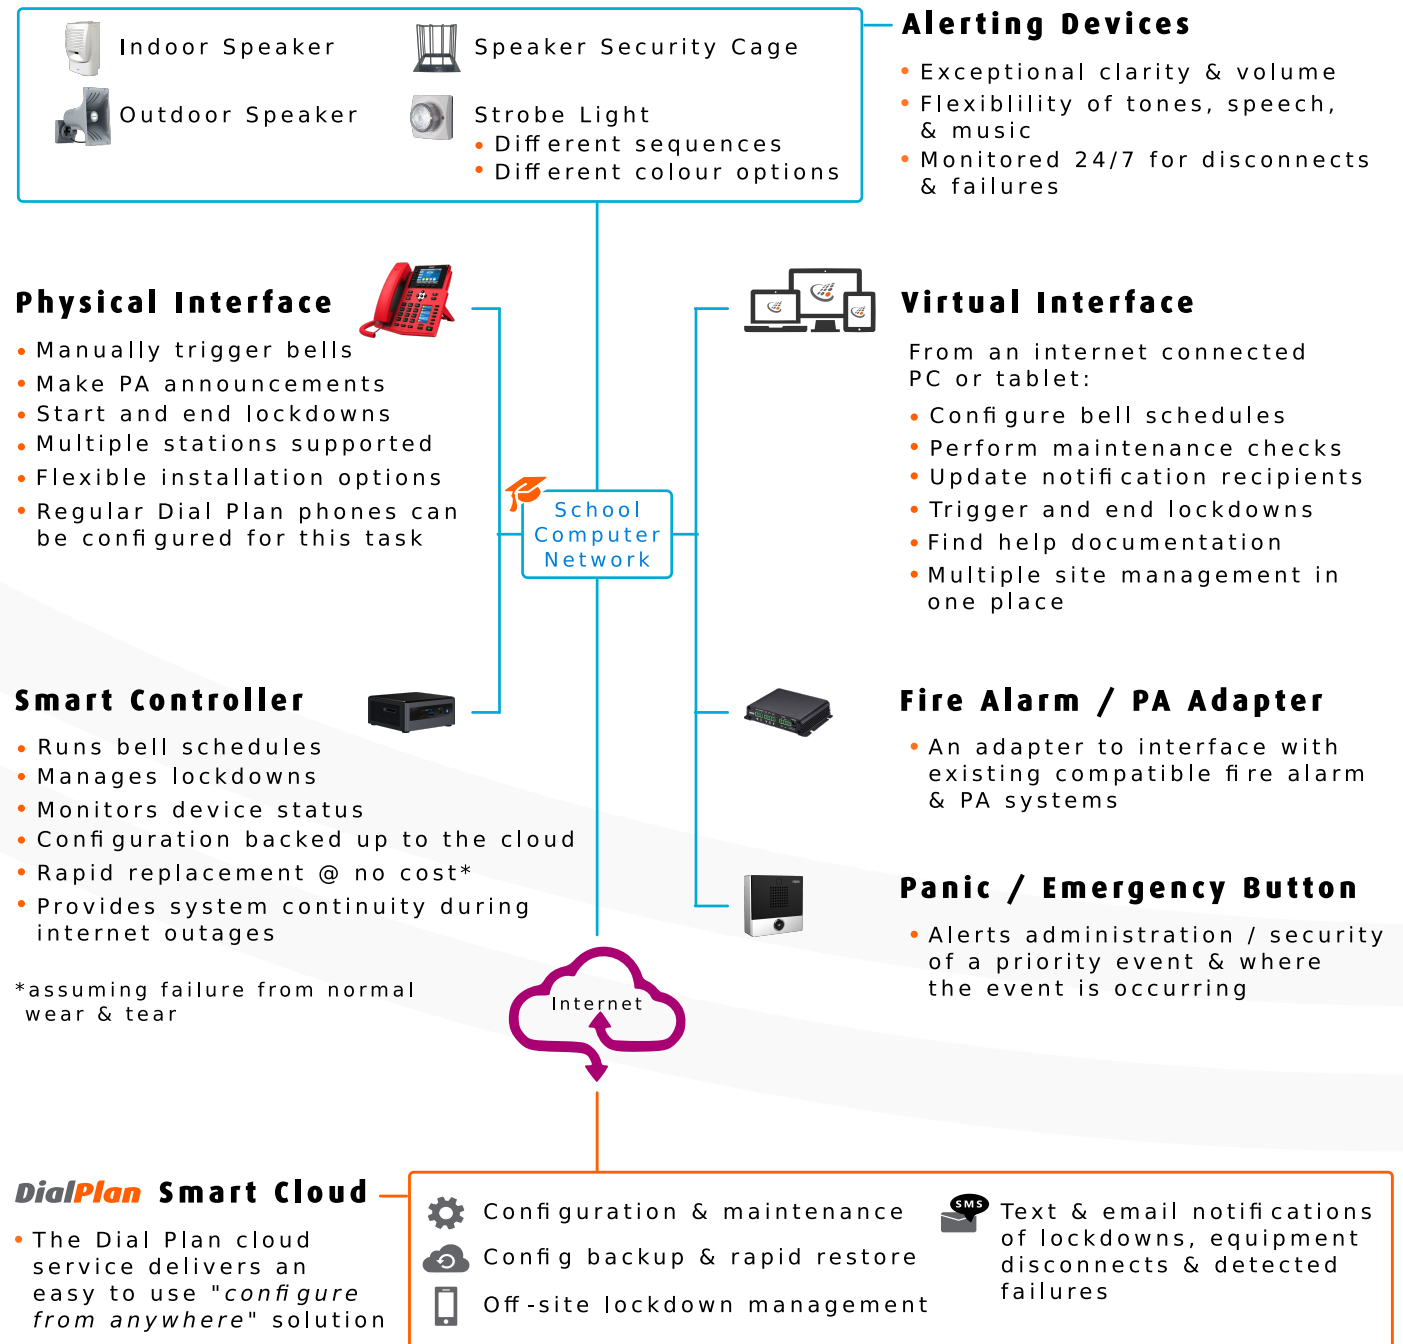 Indoor Speaker
Speaker Security Cage
Outdoor Speaker
Strobe Light
• Different sequences
• Different colour options
Alerting Devices
• Exceptional clarity & volume
• Flexiblility of tones, speech,
& music
• Monitored 24/7 for disconnects
& failures
Physical Interface
• Manually trigger bells
• Make PA announcements
• Start and end lockdowns
• Multiple stations supported
• Flexible installation options
• Regular Dial Plan phones can
be configured for this task
Virtual Interface
From an internet connected
PC or tablet:
• Configure bell schedules
• Perform maintenance checks
• Update notification recipients
• Trigger and end lockdowns
• Find help documentation
• Multiple site management in
one place
School
Computer
Network
Smart Controller
• Runs bell schedules
• Manages lockdowns
• Monitors device status
• Configuration backed up to the cloud
• Rapid replacement @ no cost*
• Provides system continuity during
internet outages
*assuming failure from normal
wear & tear
Fire Alarm / PA Adapter
• An adapter to interface with
existing compatible fire alarm
& PA systems
Panic / Emergency Button
• Alerts administration / security
of a priority event & where
the event is occurring
Internet
DialPlan Smart Cloud
• The Dial Plan cloud
service delivers an
easy to use "configure
from anywhere" solution
Configuration & maintenance
Config backup & rapid restore
Off-site lockdown management
SMS
Text & email notifications
of lockdowns, equipment
disconnects & detected
failures